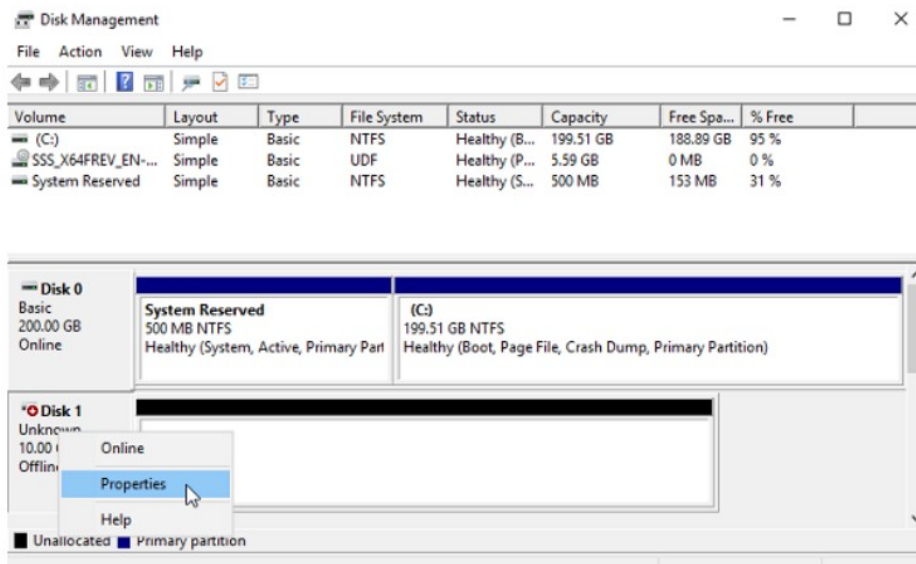 Disk Management
File Action View Help
Volume Layout Type File System Status Capacity Free Spa... % Free
(C:) Simple Basic NTFS Healthy (B... 199.51 GB 188.89 GB 95 %
SSS_X64FREV_EN-... Simple Basic UDF Healthy (P... 5.59 GB 0 MB 0 %
System Reserved Simple Basic NTFS Healthy (S... 500 MB 153 MB 31 %
Disk 0
Basic
200.00 GB
Online
System Reserved
500 MB NTFS
Healthy (System, Active, Primary Part
(C:)
199.51 GB NTFS
Healthy (Boot, Page File, Crash Dump, Primary Partition)
Disk 1
Unknown
10.00
Offline
Online
Properties
Help
Unallocated Primary partition